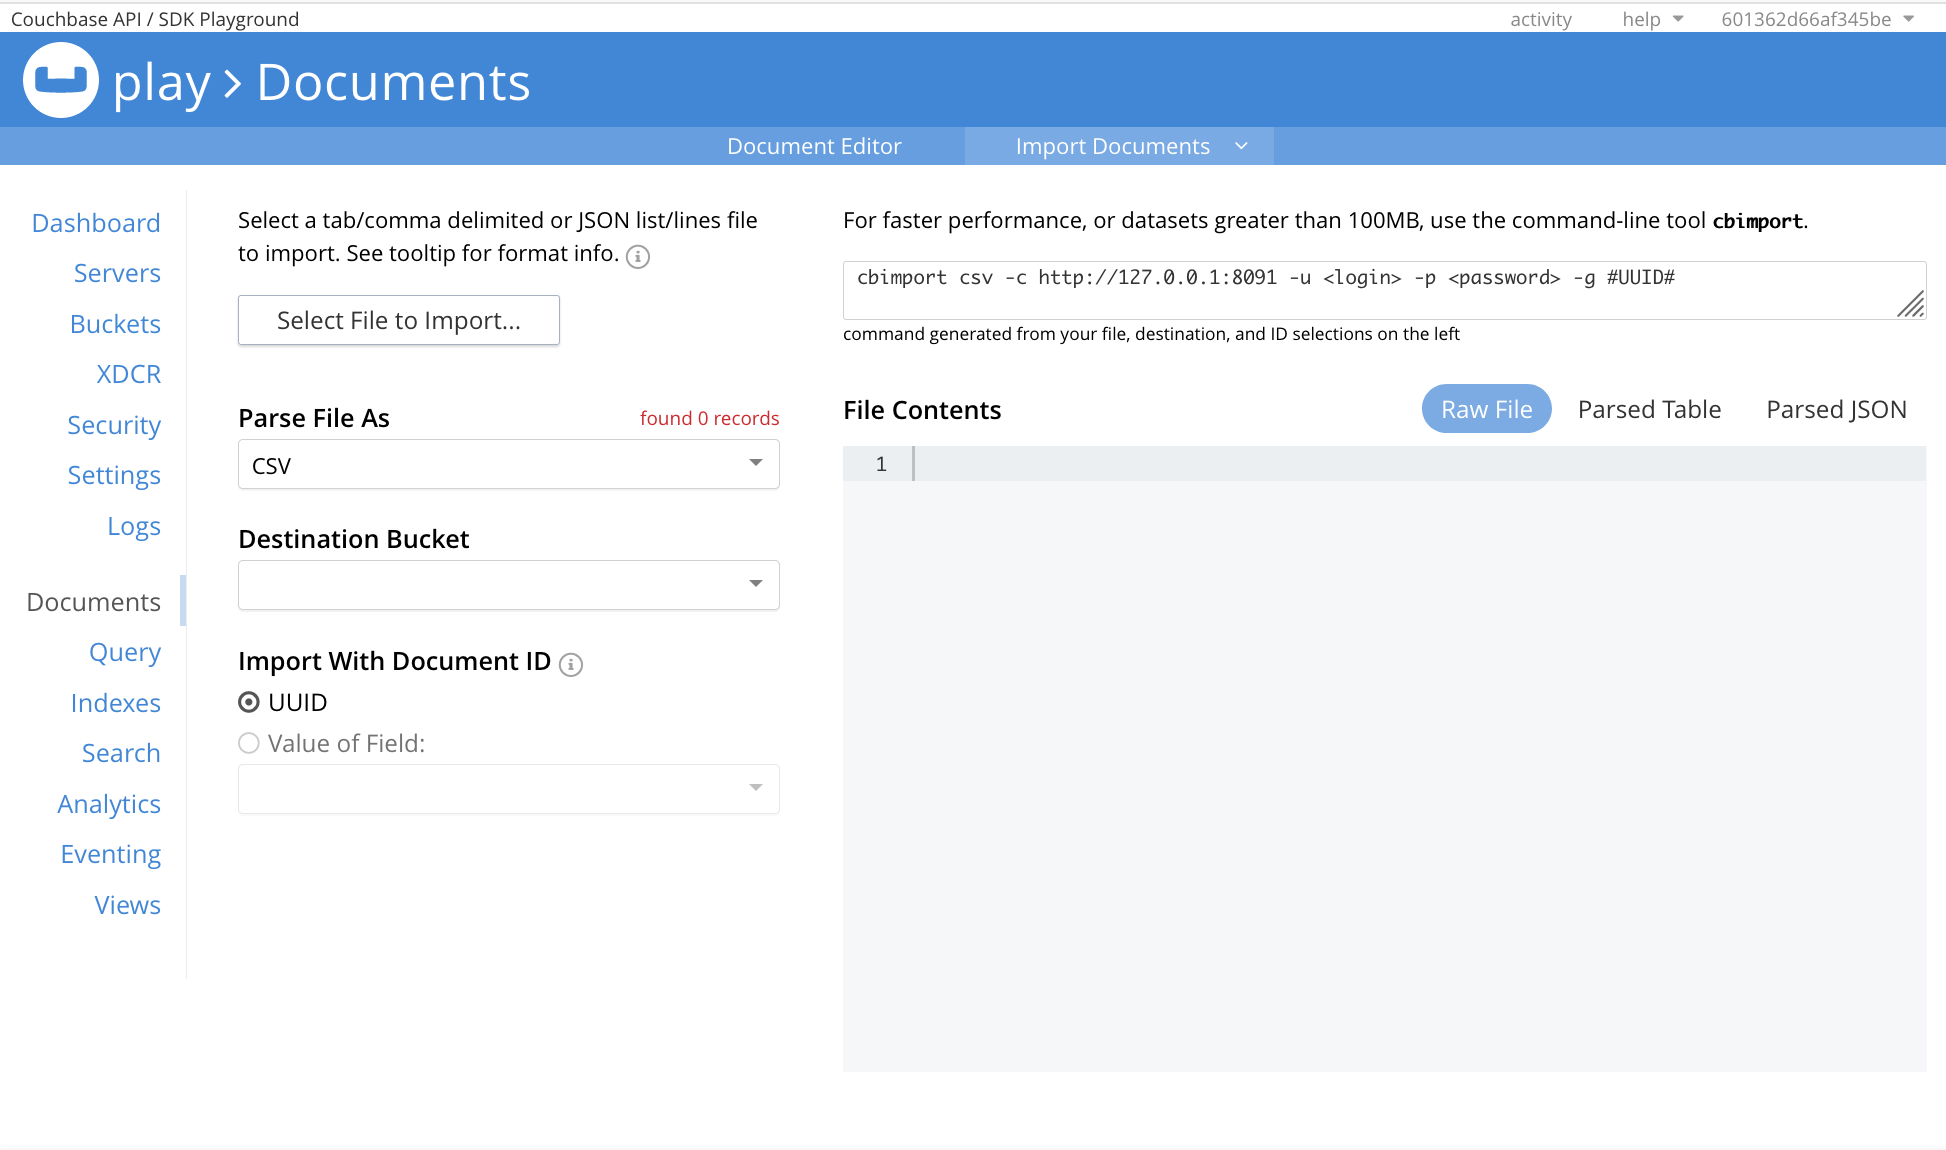 Couchbase API / SDK Playground
activity
help
601362d66af345be
play > Documents
Document Editor
Import Documents
Dashboard
Servers
Buckets
XDCR
Security
Settings
Logs
Documents
Query
Indexes
Search
Analytics
Eventing
Views
Select a tab/comma delimited or JSON list/lines file
to import. See tooltip for format info.
Select File to Import...
Parse File As
found 0 records
CSV
Destination Bucket
Import With Document ID
UUID
Value of Field:
For faster performance, or datasets greater than 100MB, use the command-line tool cbimport.
cbimport csv -c http://127.0.0.1:8091 -u <login> -p <password> -g #UUID#
command generated from your file, destination, and ID selections on the left
File Contents
Raw File
Parsed Table
Parsed JSON
1